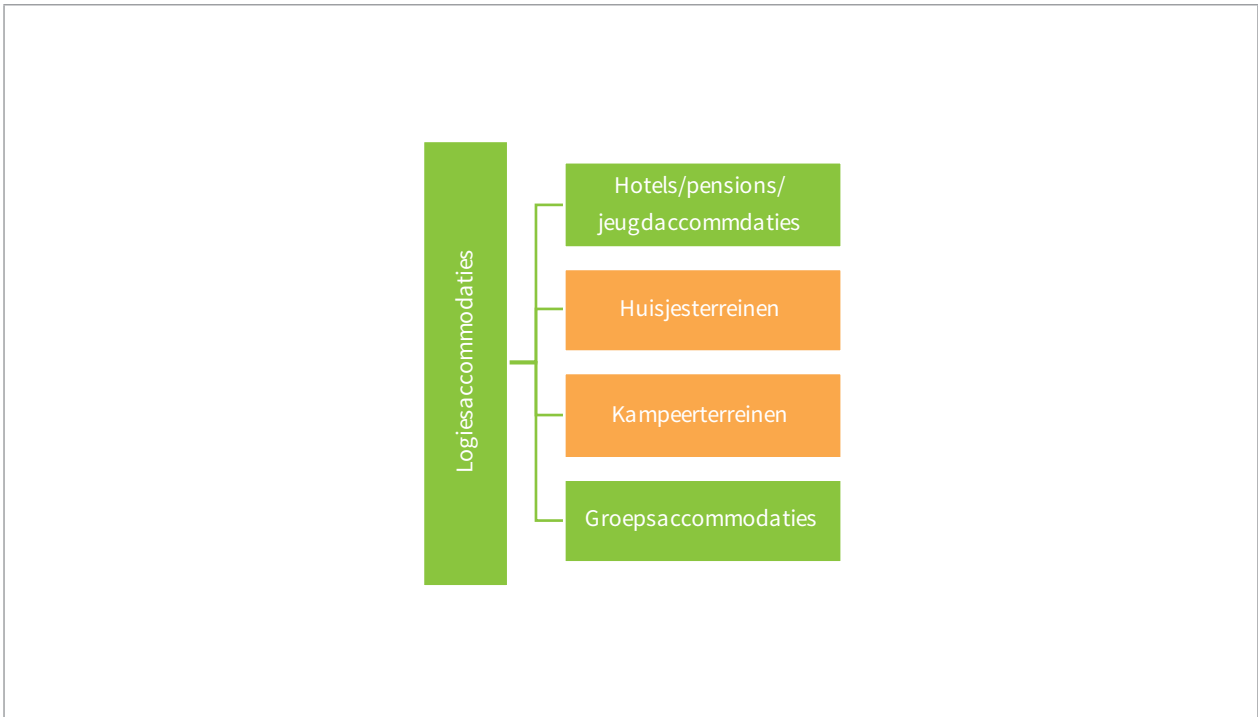 Logiesaccommodaties
Hotels/pensions/
jeugdaccommdaties
Huisjesterreinen
Kampeerterreinen
Groepsaccommodaties